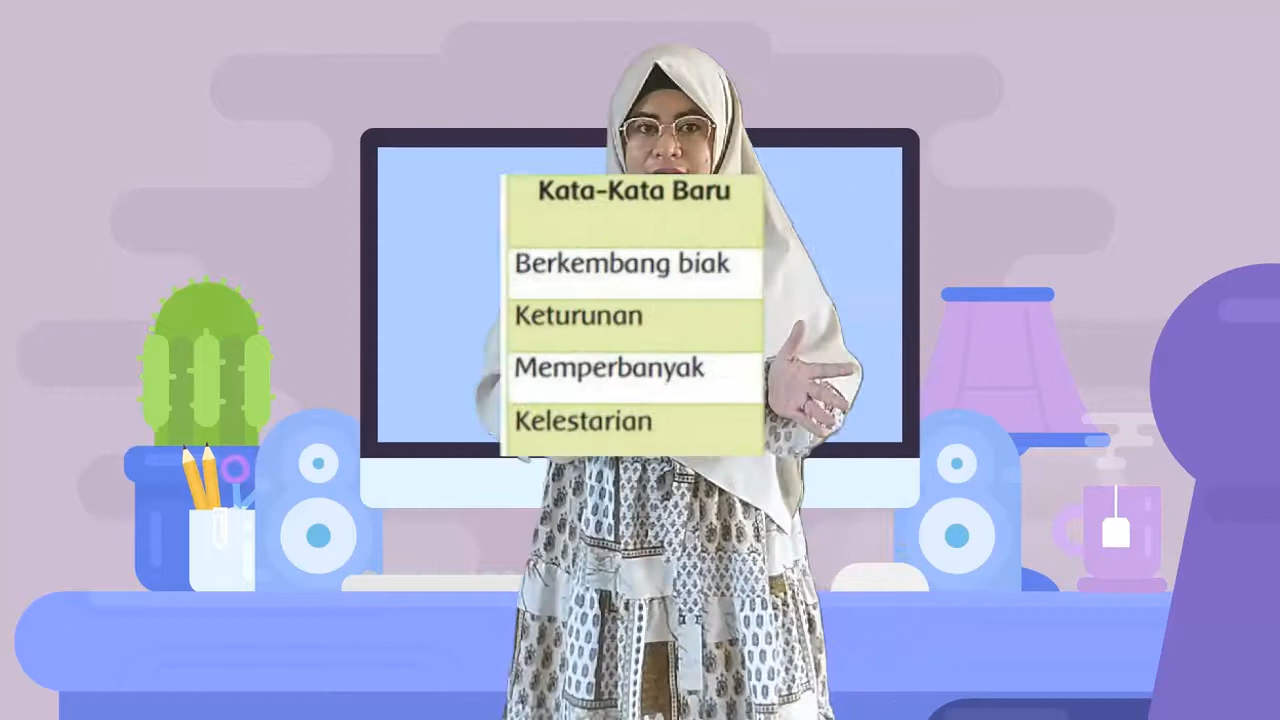 Kata-Kata Baru
Berkembang biak
Keturunan
Memperbanyak
Kelestarian